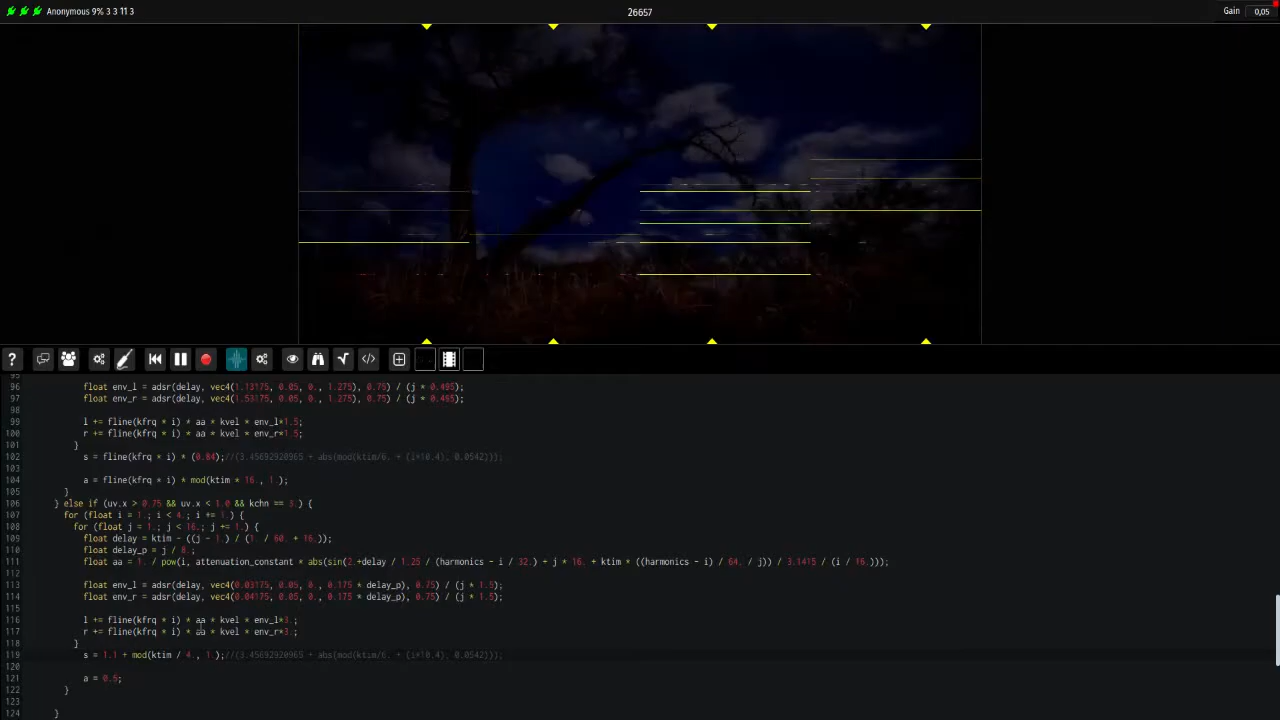 Anonymous 9% 3 3 11 3
26657
Gain 0,05
?
95
96 float env_l = adsr(delay, vec4(1.13175, 0.05, 0., 1.275), 0.75) / (j * 0.495);
97 float env_r = adsr(delay, vec4(1.53175, 0.05, 0., 1.275), 0.75) / (j * 0.465);
98
99 l += fline(kfrq * i) * aa * kvel * env_l*1.5;
100 r += fline(kfrq * i) * aa * kvel * env_r*1.5;
101 }
102 s = fline(kfrq * i) * (0.84);//(3.45692920965 + abs(mod(ktim/6. + (i*10.4), 0.0542)));
103
104 a = fline(kfrq * i) * mod(ktim * 16., 1.);
105 }
106 } else if (uv.x > 0.75 && uv.x < 1.0 && kchn == 3.) {
107 for (float i = 1.; i < 4.; i += 1.) {
108 for (float j = 1.; j < 16.; j += 1.) {
109 float delay = ktim - ((j - 1.) / (1. / 60. + 16.));
110 float delay_p = j / 8.;
111 float aa = 1. / pow(i, attenuation_constant * abs(sin(2.+delay / 1.25 / (harmonics - i / 32.) + j * 16. + ktim * ((harmonics - i) / 64. / j)) / 3.1415 / (i / 16.)));
112
113 float env_l = adsr(delay, vec4(0.03175, 0.05, 0., 0.175 * delay_p), 0.75) / (j * 1.5);
114 float env_r = adsr(delay, vec4(0.04175, 0.05, 0., 0.175 * delay_p), 0.75) / (j * 1.5);
115
116 l += fline(kfrq * i) * aa * kvel * env_l*3.;
117 r += fline(kfrq * i) * aa * kvel * env_r*3.;
118 }
119 s = 1.1 + mod(ktim / 4., 1.);//(3.45692920965 + abs(mod(ktim/6. + (i*10.4), 0.0542)));
120
121 a = 0.5;
122 }
123
124 }